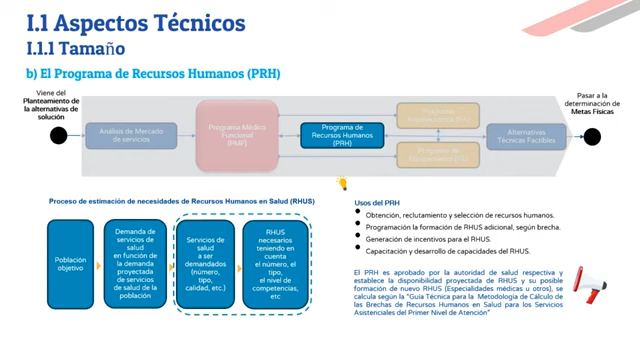 I.1 Aspectos Técnicos
I.1.1 Tamaño
b) El Programa de Recursos Humanos (PRH)
Viene del
Planteamiento de
la alternativas de
solución
Análisis de Mercado
de servicios
Programa Médico
Funcional
(PMF)
Programa de
Recursos Humanos
(PRH)
Programa
Programa de
Alternativas
Técnicas Factibles
Pasar a la
determinación de
Metas Físicas
Proceso de estimación de necesidades de Recursos Humanos en Salud (RHUS)
Población
objetivo
Demanda de
servicios de
salud
en función de
la demanda
proyectada
de servicios
de salud de la
población
Servicios de
salud
a ser
demandados
(número,
tipo,
calidad, etc.)
RHUS
necesarios
teniendo en
cuenta
el número, el
tipo,
el nivel de
competencias,
etc
Usos del PRH
Obtención, reclutamiento y selección de recursos humanos.
Programación la formación de RHUS adicional, según brecha.
Generación de incentivos para el RHUS.
Capacitación y desarrollo de capacidades del RHUS.
El PRH es aprobado por la autoridad de salud respectiva y
establece la disponibilidad proyectada de RHUS y su posible
formación de nuevo RHUS (Especialidades médicas u otros), se
calcula según la "Guía Técnica para la Metodología de Cálculo de
las Brechas de Recursos Humanos en Salud para los Servicios
Asistenciales del Primer Nivel de Atención"